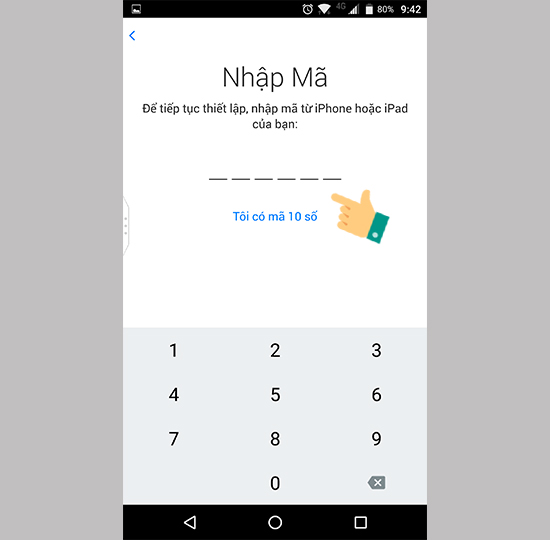 4G 80% 9:42
Nhập Mã
Để tiếp tục thiết lập, nhập mã từ iPhone hoặc iPad
của bạn:
Tôi có mã 10 số
1 2 3
4 5 6
7 8 9
0